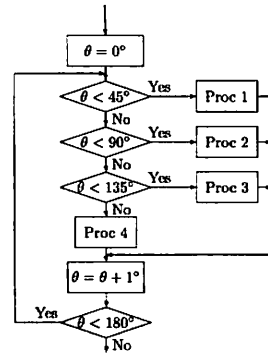 θ = 0°
θ < 45° Yes Proc 1
No
θ < 90° Yes Proc 2
No
θ < 135° Yes Proc 3
No
Proc 4
θ = θ + 1°
Yes θ < 180°
No